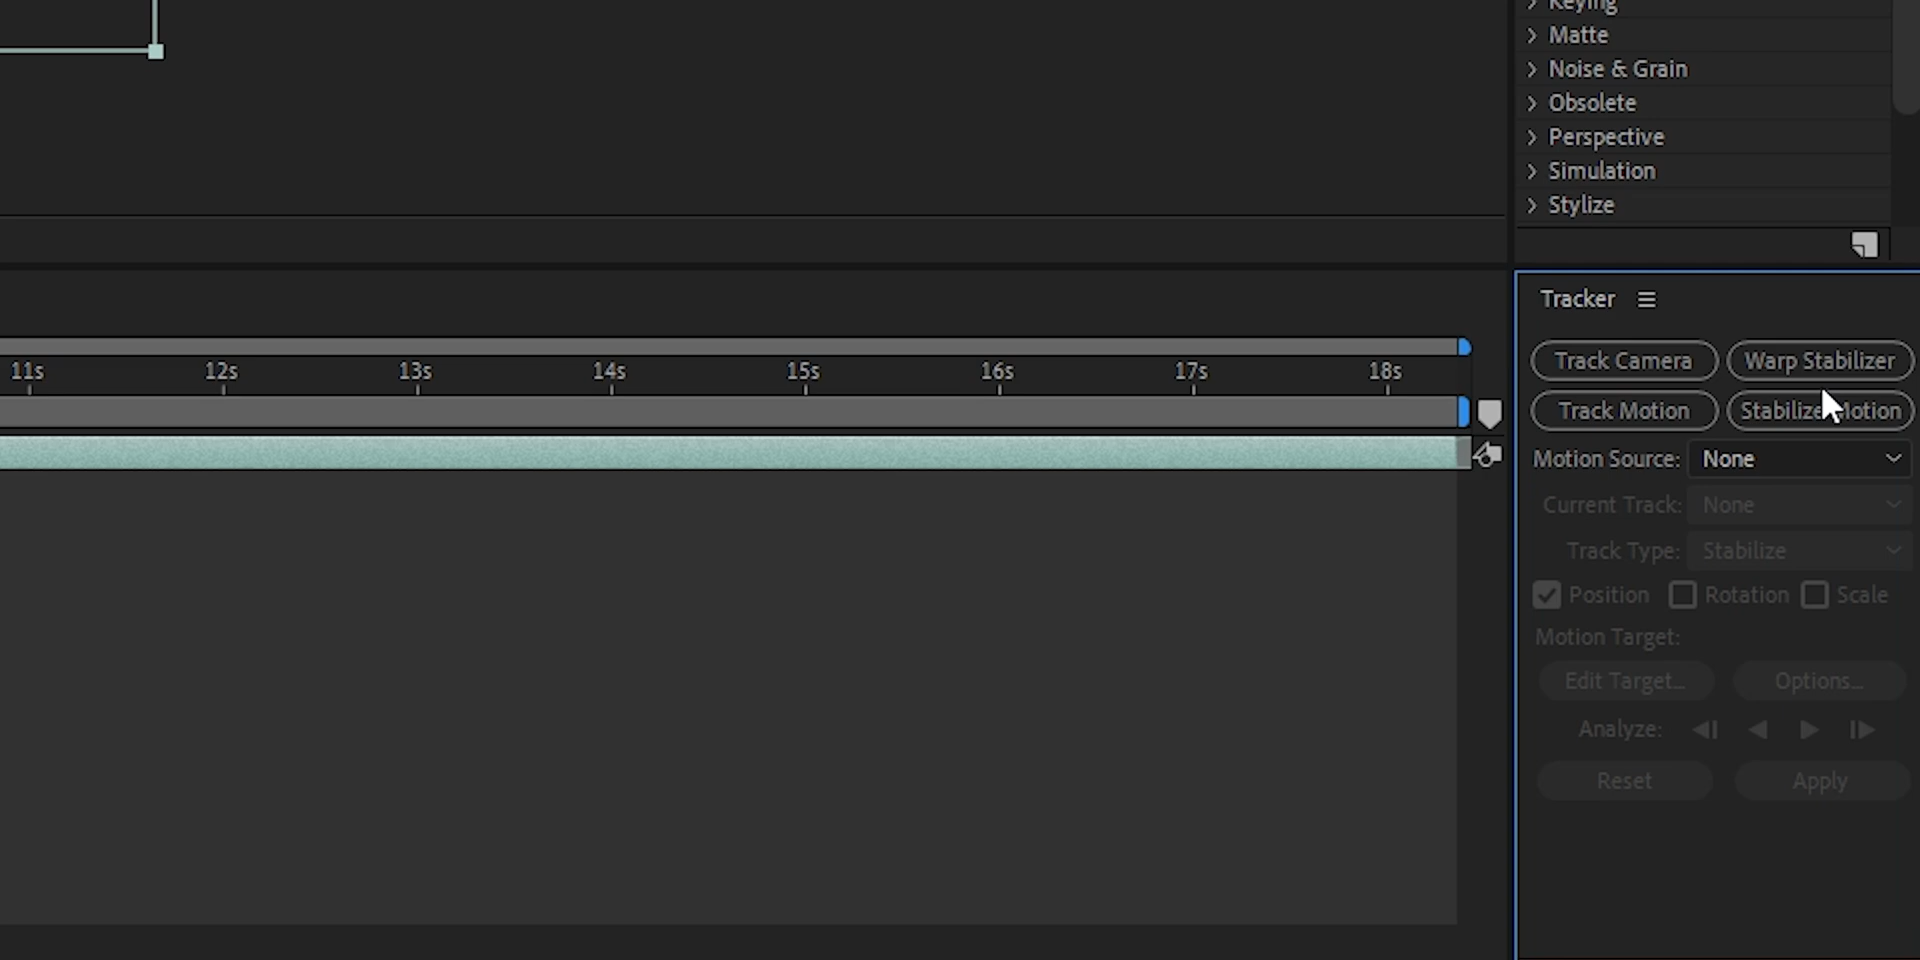 Keying
Matte
Noise & Grain
Obsolete
Perspective
Simulation
Stylize
Tracker
11s 12s 13s 14s 15s 16s 17s 18s
Track Camera Warp Stabilizer
Track Motion Stabilize Motion
Motion Source: None
Current Track: None
Track Type: Stabilize
Position Rotation Scale
Motion Target:
Edit Target... Options...
Analyze:
Reset Apply